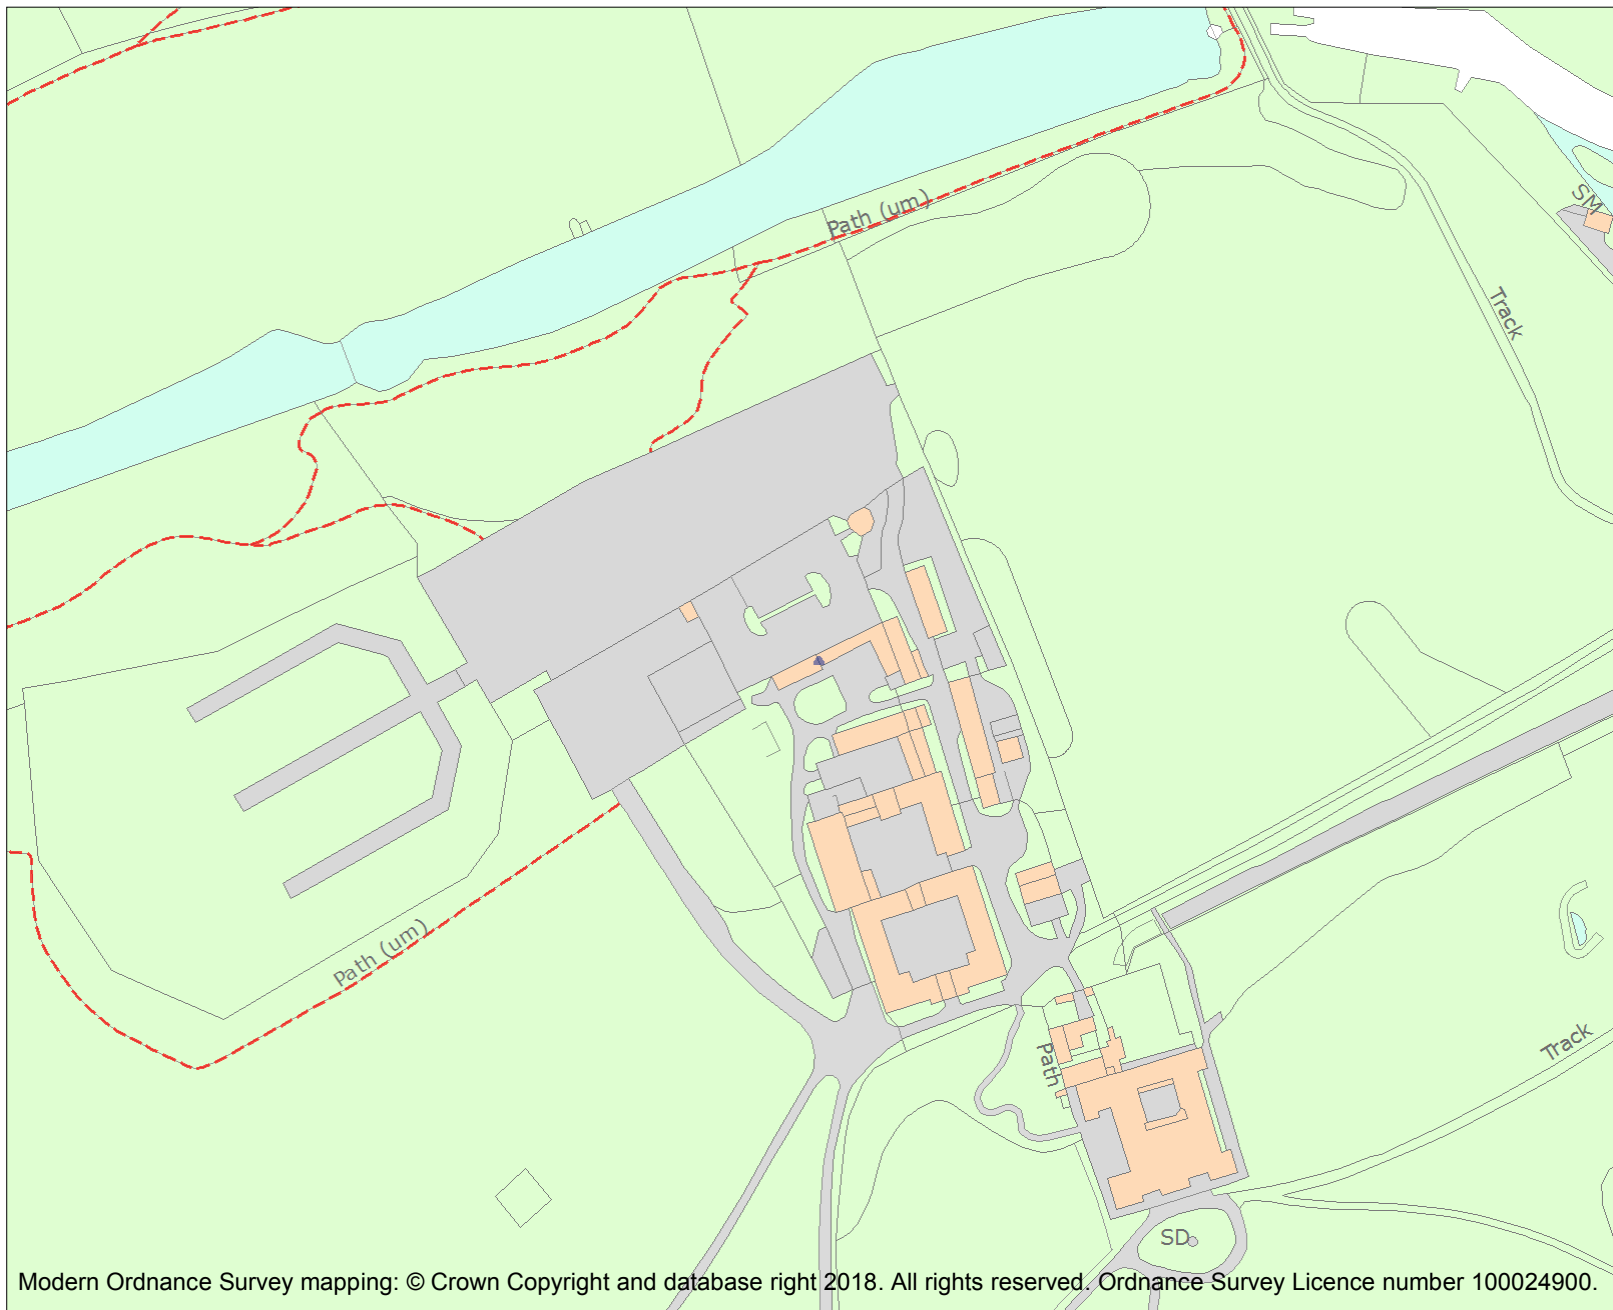 Path (um)
SM
Track
Path (um)
Path
Track
SD
Modern Ordnance Survey mapping: © Crown Copyright and database right 2018. All rights reserved. Ordnance Survey Licence number 100024900.